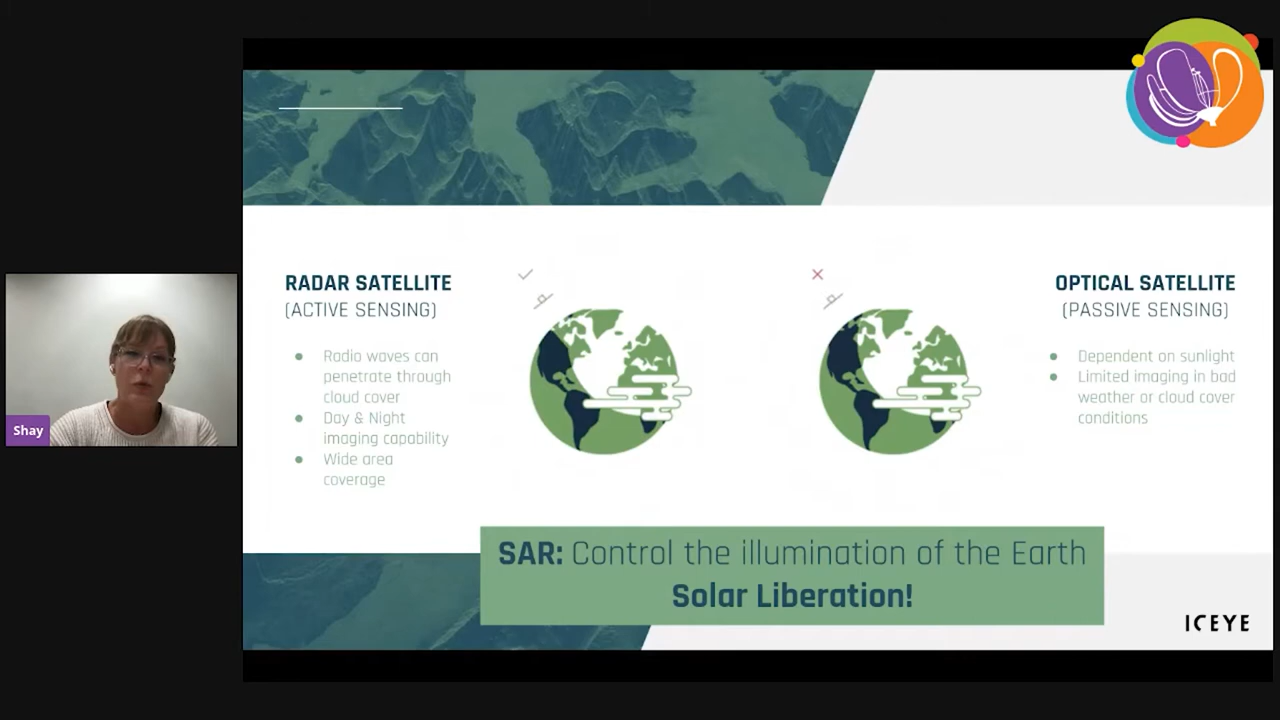 RADAR SATELLITE
(ACTIVE SENSING)
Radio waves can
penetrate through
cloud cover
Day & Night
imaging capability
Wide area
coverage
OPTICAL SATELLITE
(PASSIVE SENSING)
Dependent on sunlight
Limited imaging in bad
weather or cloud cover
conditions
Shay
SAR: Control the illumination of the Earth
Solar Liberation!
ICEYE